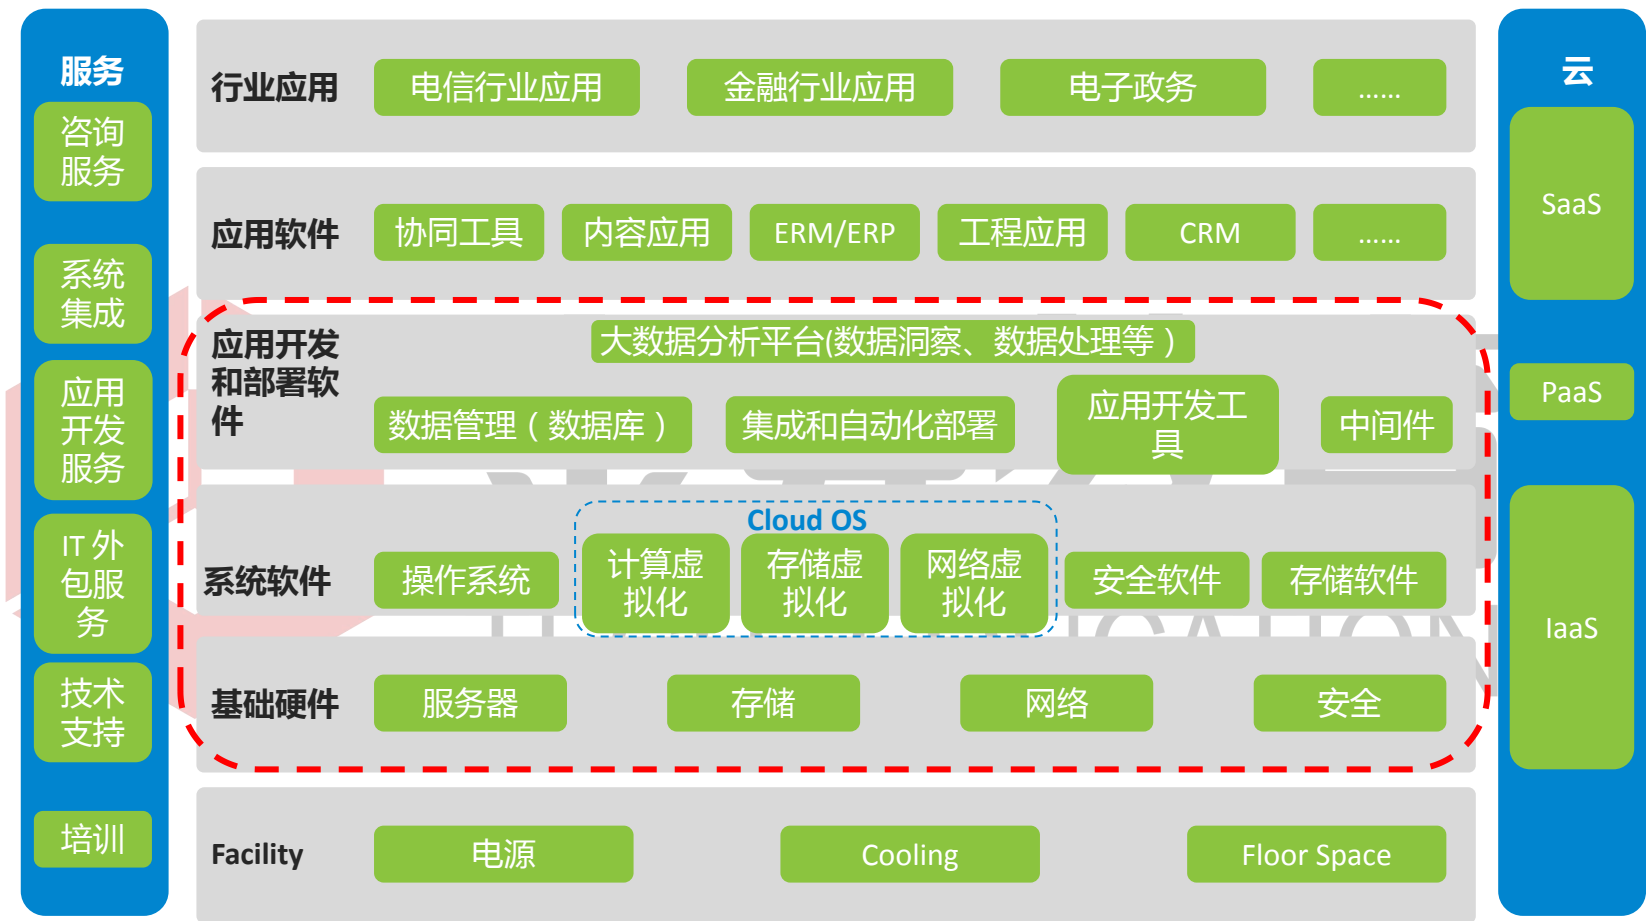 服务
咨询
服务
系统
集成
应用
开发
服务
IT 外
包服
务
技术
支持
培训
行业应用
电信行业应用
金融行业应用
电子政务
......
应用软件
协同工具
内容应用
ERM/ERP
工程应用
CRM
......
应用开发
和部署软
件
大数据分析平台(数据洞察、数据处理等）
数据管理（数据库）
集成和自动化部署
应用开发工
具
中间件
系统软件
操作系统
Cloud OS
计算虚
拟化
存储虚
拟化
网络虚
拟化
安全软件
存储软件
基础硬件
服务器
存储
网络
安全
Facility
电源
Cooling
Floor Space
云
SaaS
PaaS
IaaS